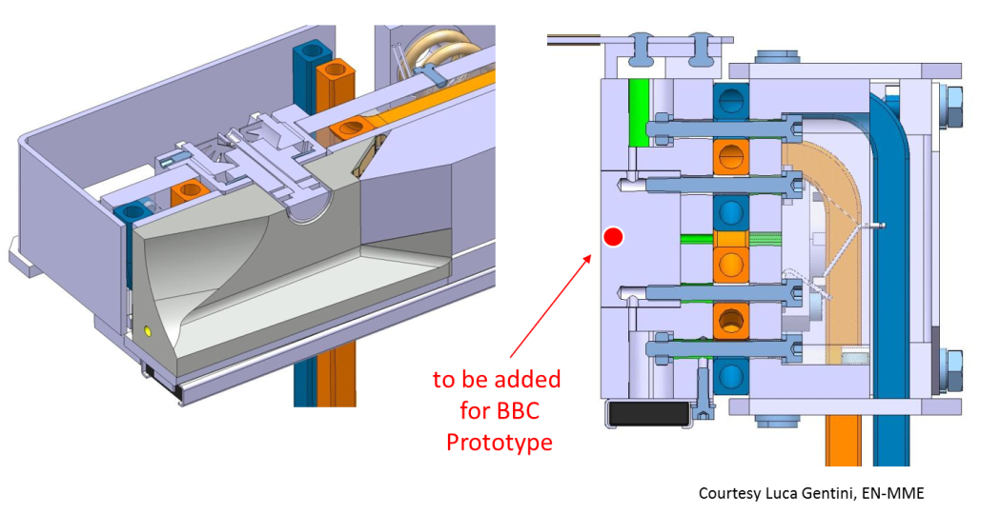 to be added
for BBC
Prototype
Courtesy Luca Gentini, EN-MME